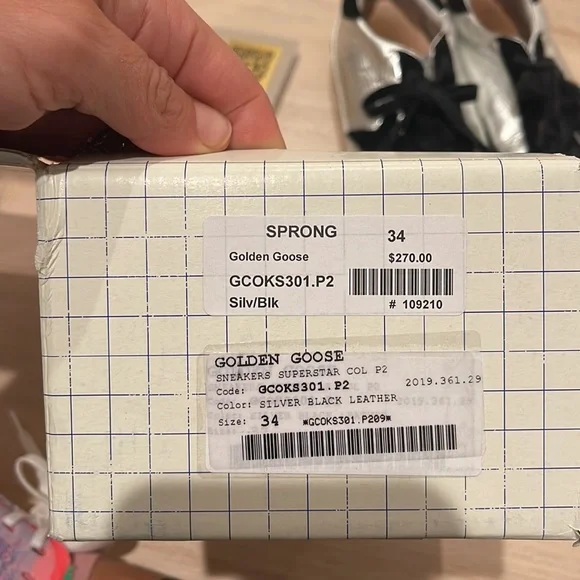 SPRONG 34
Golden Goose $270.00
GCOKS301.P2
Silv/Blk # 109210
GOLDEN GOOSE
SNEAKERS SUPERSTAR COL P2
Code: GCOKS301.P2 2019.361.29
Color: SILVER BLACK LEATHER
Size: 34 *GCOKS301.P209*